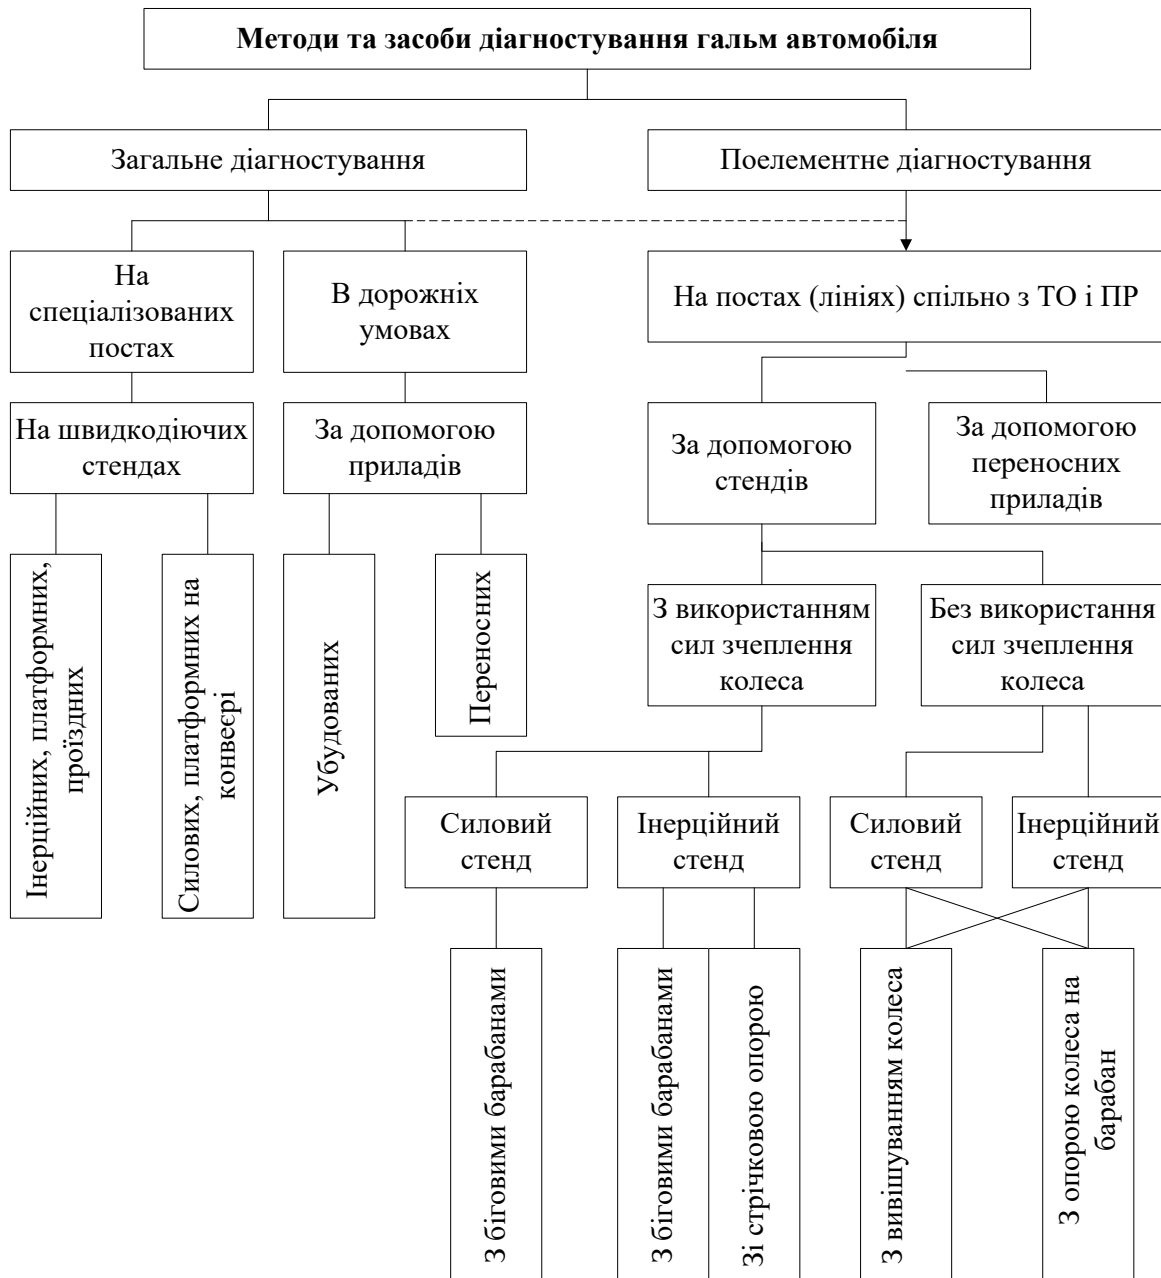 Методи та засоби діагностування гальм автомобіля
Загальне діагностування
Поелементне діагностування
На
спеціалізованих
постах
В дорожніх
умовах
На постах (лініях) спільно з ТО і ПР
На швидкодіючих
стендах
За допомогою
приладів
За допомогою
стендів
За допомогою
переносних
приладів
Інерційних, платформних,
проїздних
Силових, платформних на
конвеєрі
Убудованих
Переносних
З використанням
сил зчеплення
колеса
Без використання
сил зчеплення
колеса
Силовий
стенд
Інерційний
стенд
Силовий
стенд
Інерційний
стенд
З біговими барабанами
З біговими барабанами
Зі стрічковою опорою
З вивішуванням колеса
З опорою колеса на
барабан